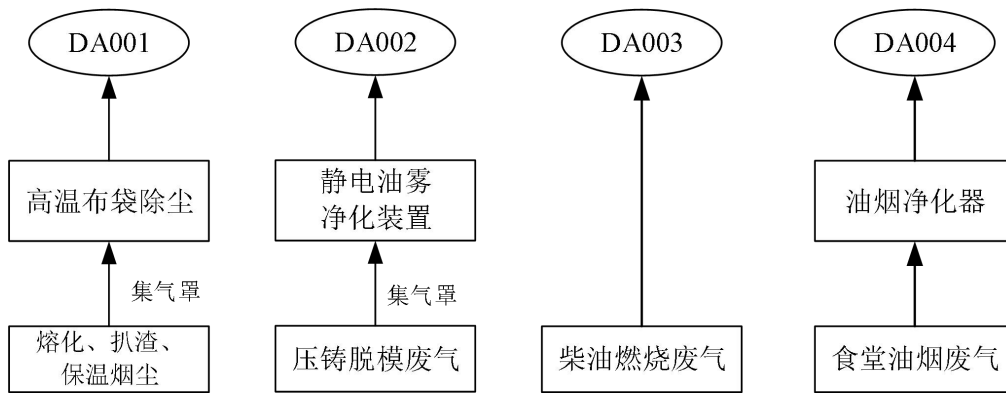 DA001
DA002
DA003
DA004
高温布袋除尘
静电油雾
净化装置
油烟净化器
集气罩
集气罩
熔化、扒渣、
保温烟尘
压铸脱模废气
柴油燃烧废气
食堂油烟废气